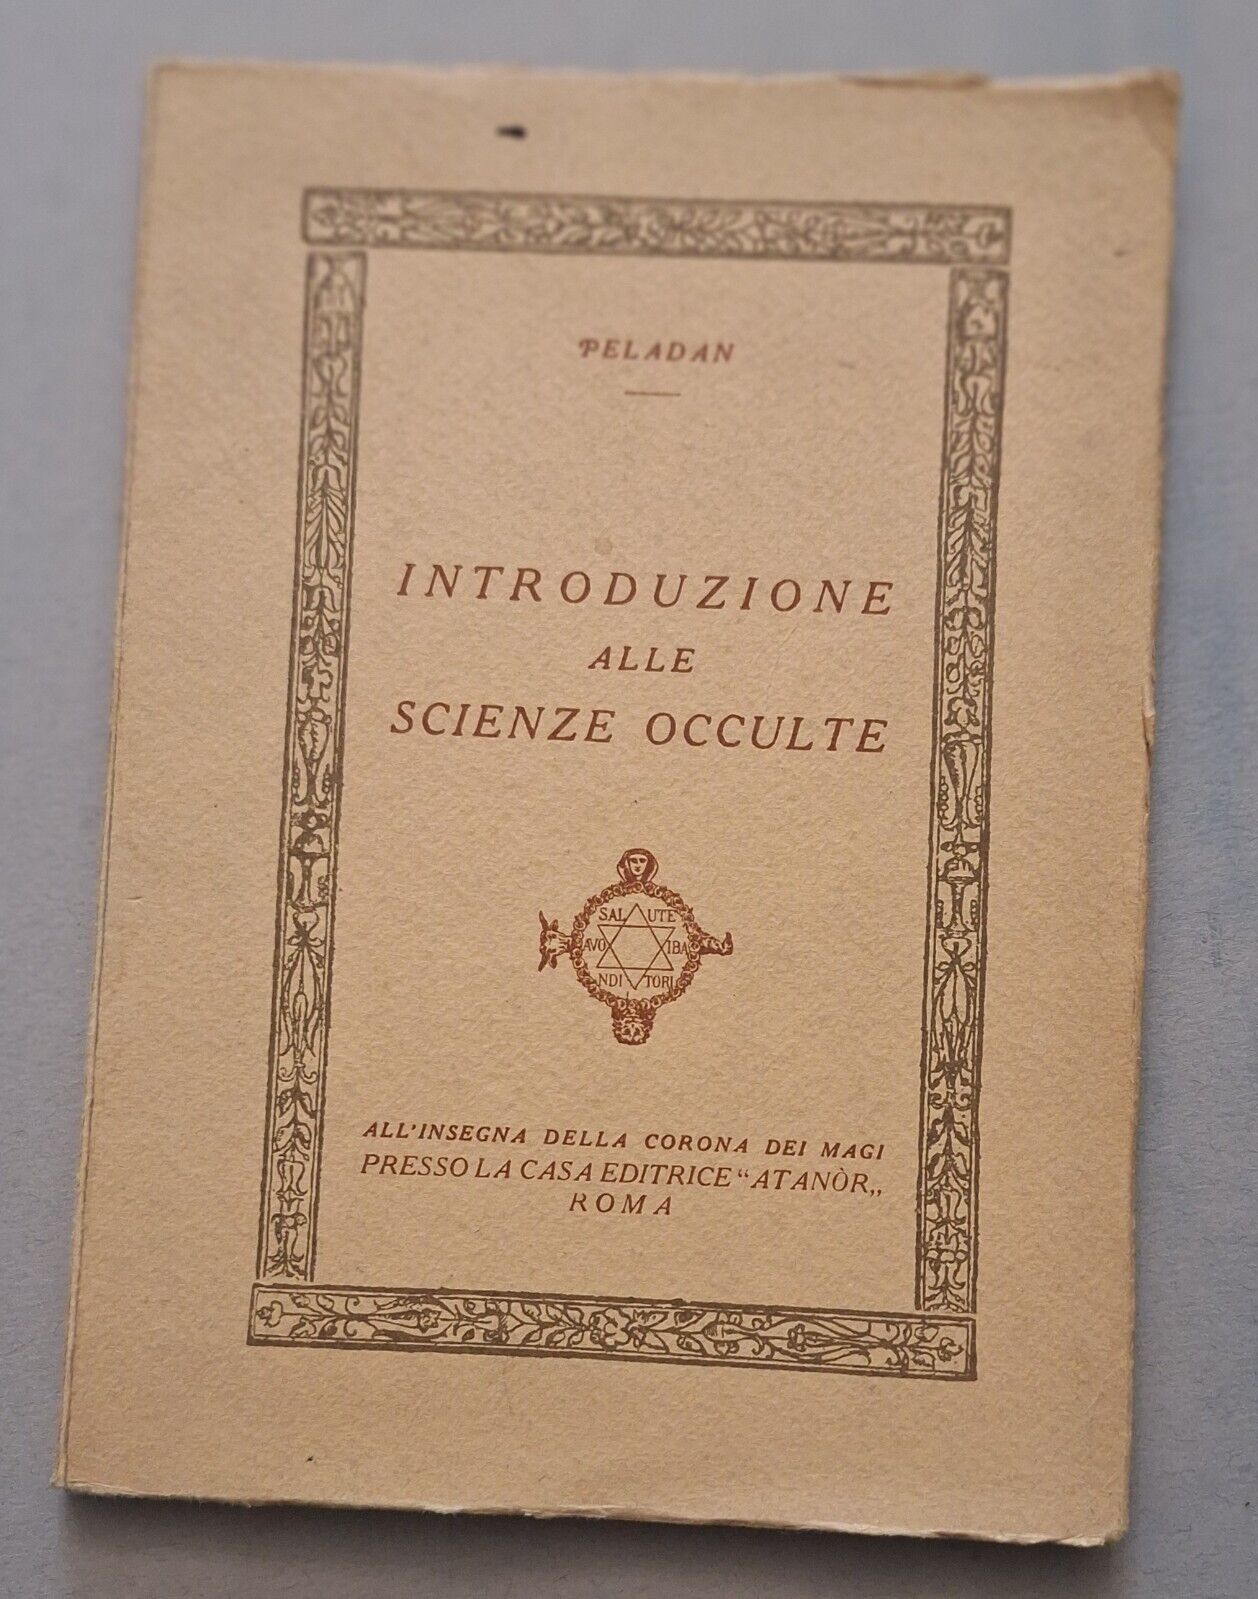 PELADAN
INTRODUZIONE
ALLE
SCIENZE OCCULTE
SAL UTE
AVO IBA
NDI TORI
ALL'INSEGNA DELLA CORONA DEI MAGI
PRESSO LA CASA EDITRICE “ATANÒR„
ROMA